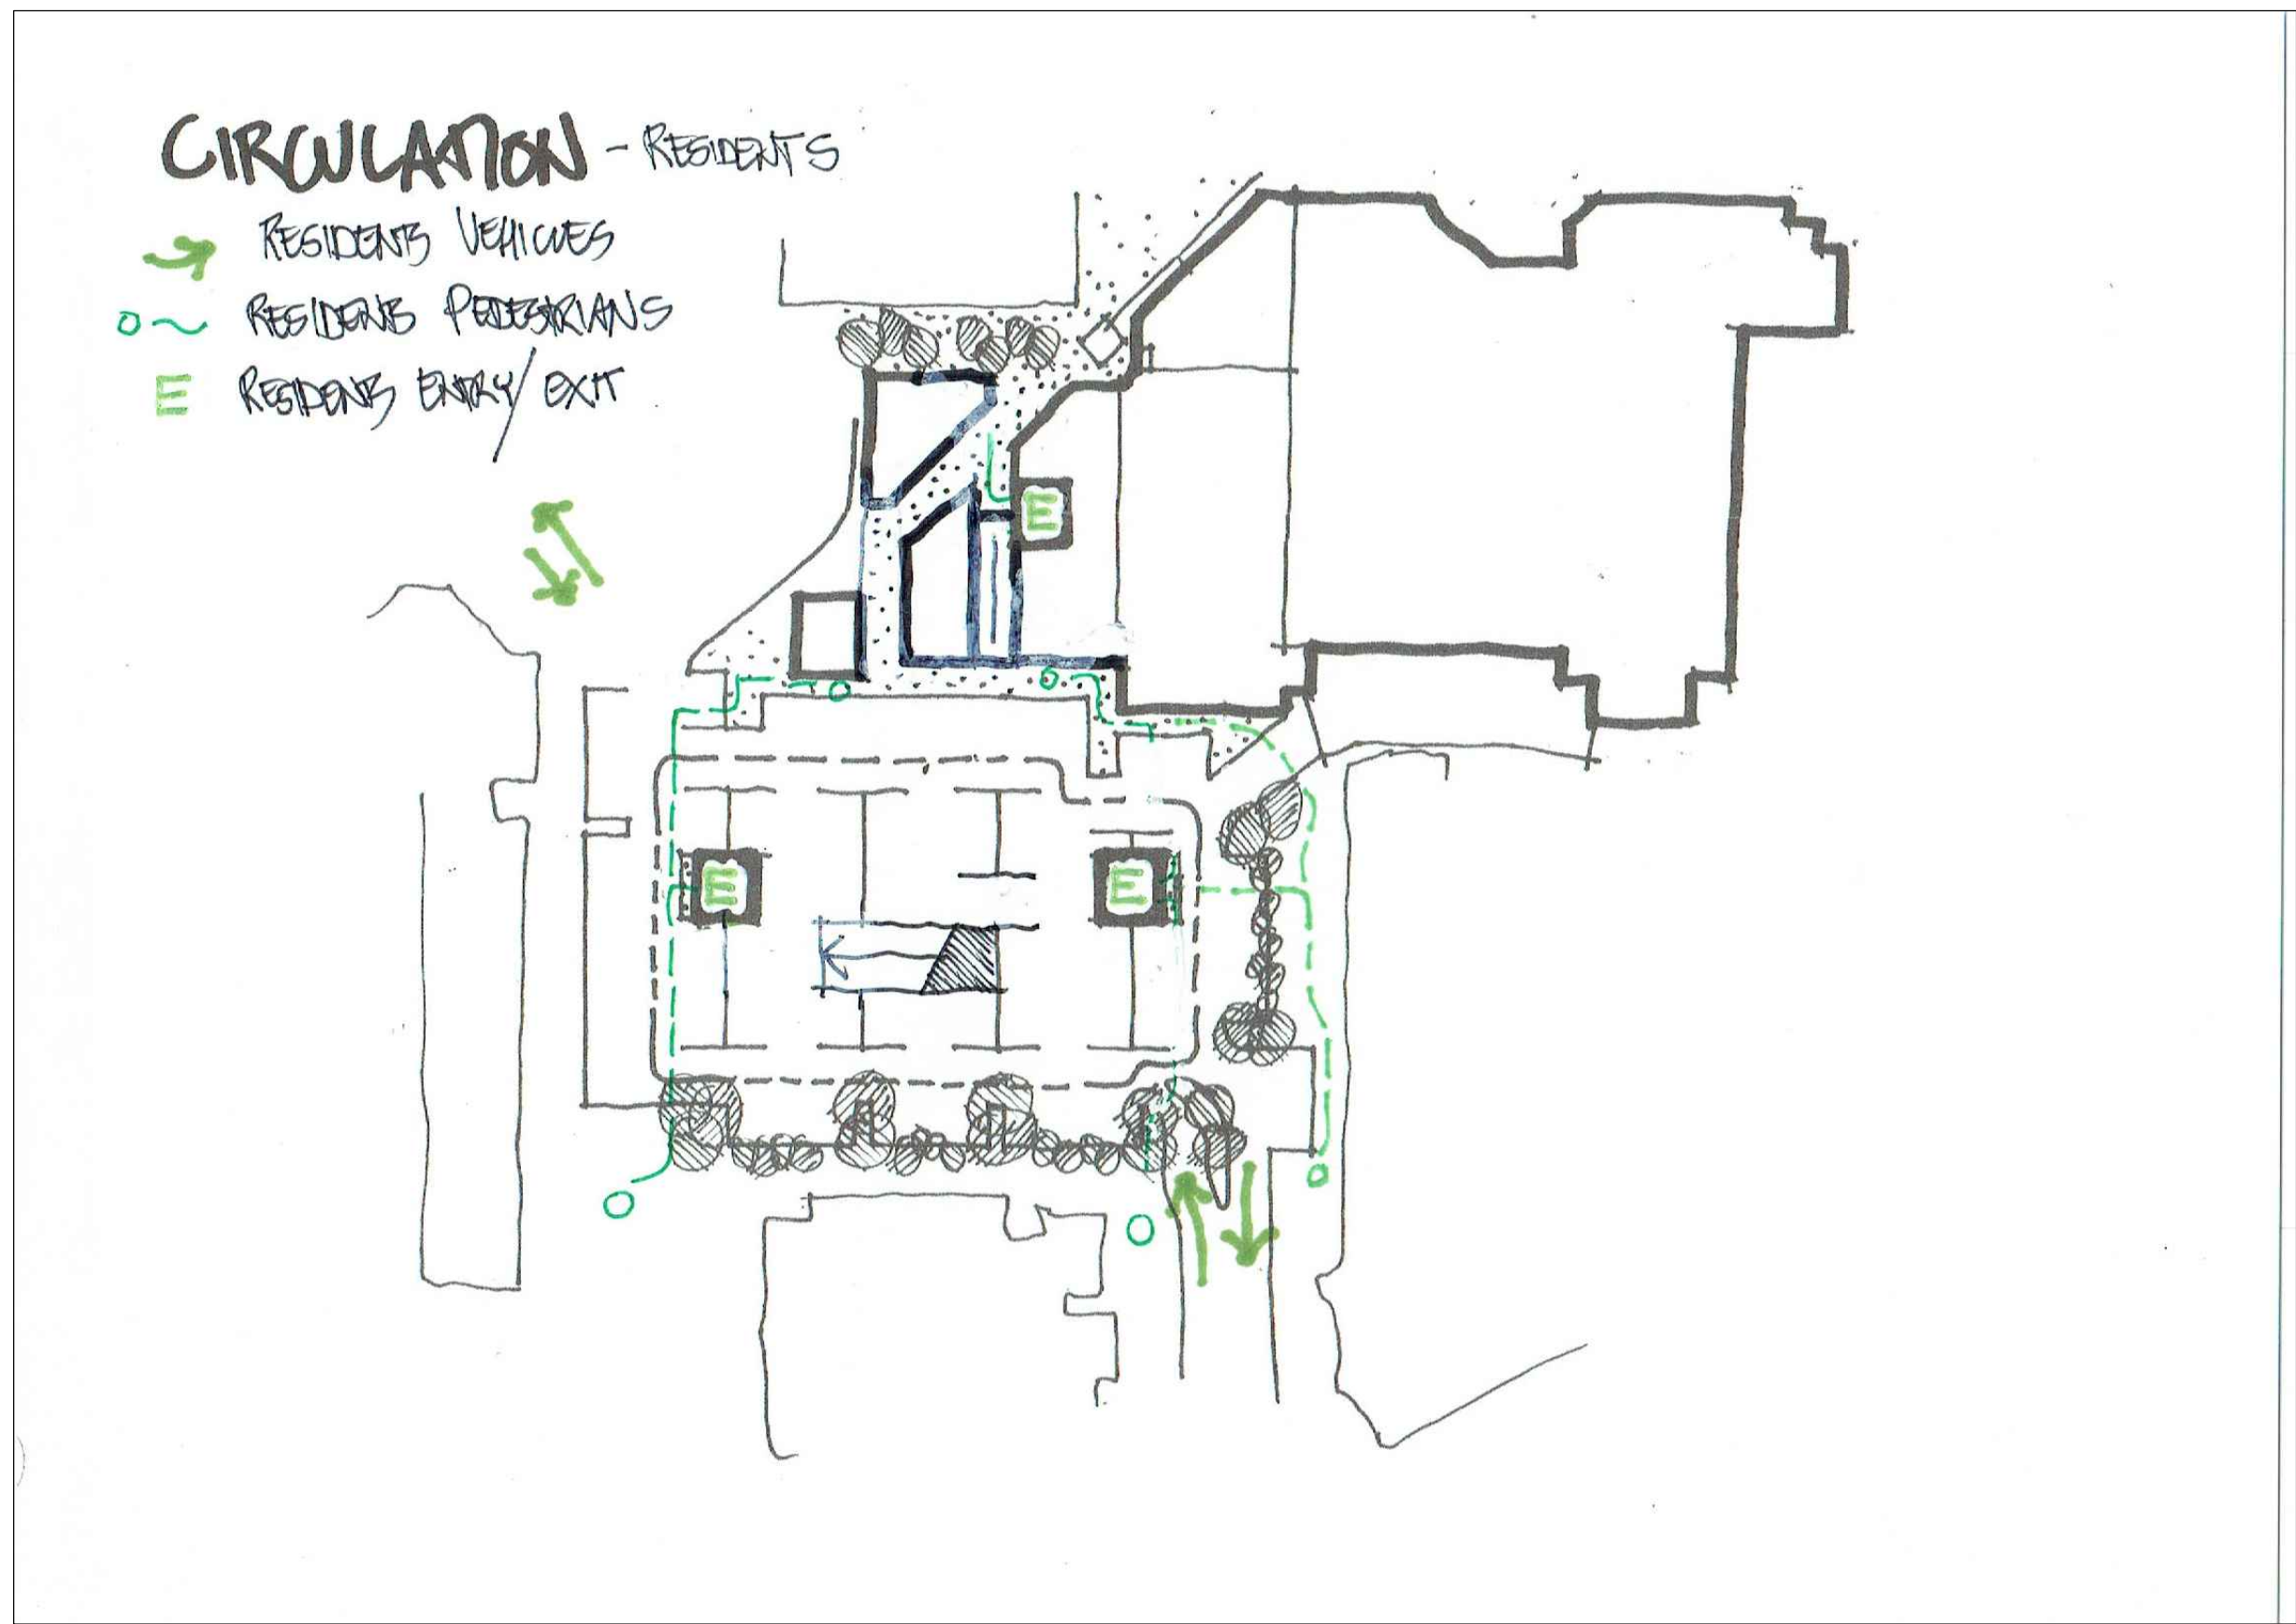 CIRCULATION - RESIDENTS
RESIDENTS VEHICLES
RESIDENTS PEDESTRIANS
E RESIDENTS ENTRY/EXIT
E
E
E